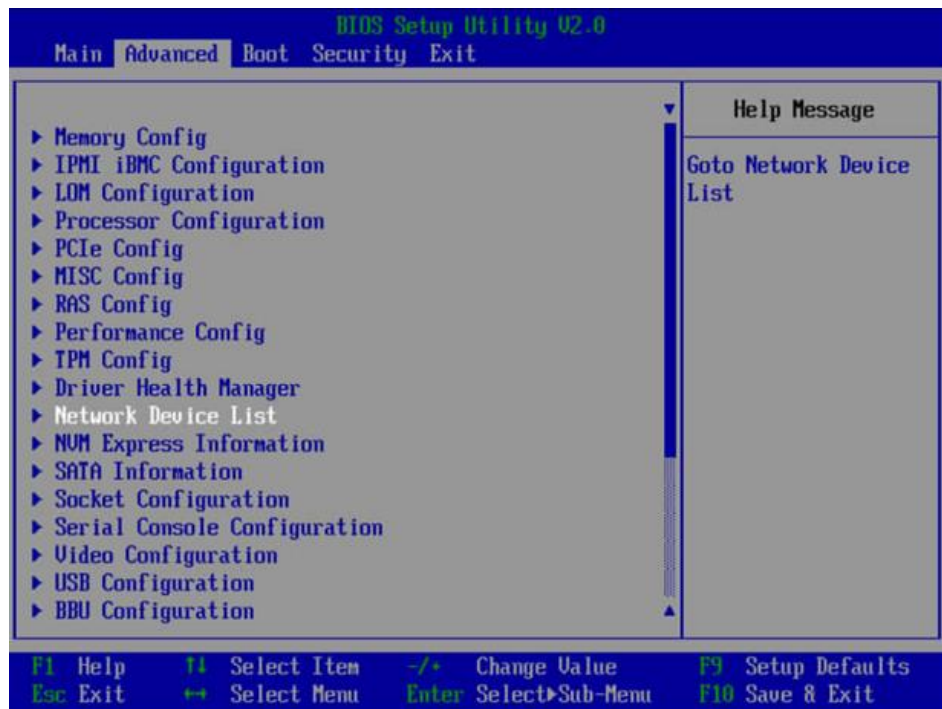 BIOS Setup Utility V2.0
Main Advanced Boot Security Exit
Help Message
Goto Network Device
List
▶ Memory Config
▶ IPMI iBMC Configuration
▶ LOM Configuration
▶ Processor Configuration
▶ PCIe Config
▶ MISC Config
▶ RAS Config
▶ Performance Config
▶ TPM Config
▶ Driver Health Manager
▶ Network Device List
▶ NVM Express Information
▶ SATA Information
▶ Socket Configuration
▶ Serial Console Configuration
▶ Video Configuration
▶ USB Configuration
▶ BBU Configuration
F1 Help ↑↓ Select Item -/+ Change Value F9 Setup Defaults
Esc Exit ↔ Select Menu Enter Select▶Sub-Menu F10 Save & Exit